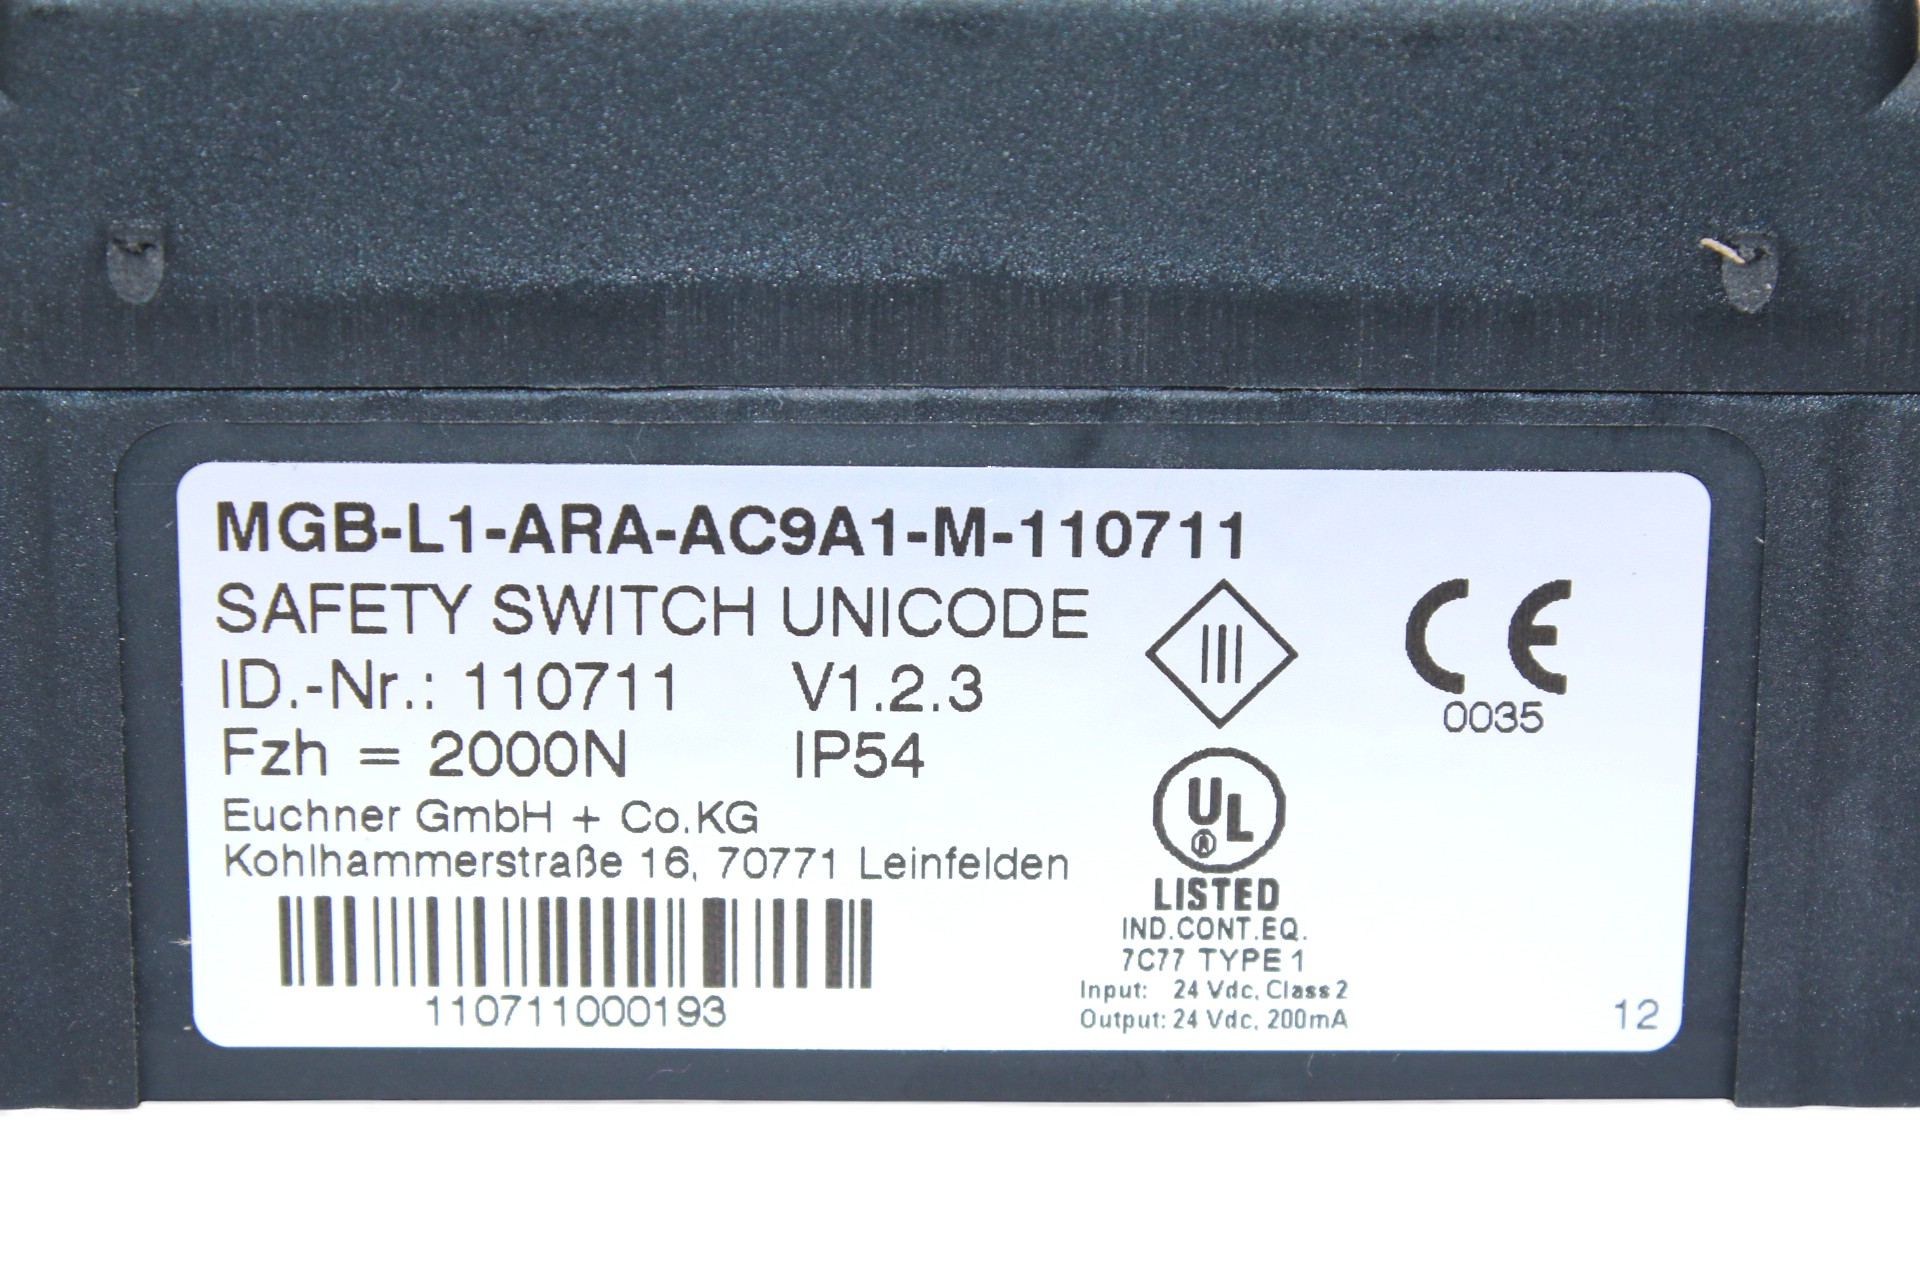 MGB-L1-ARA-AC9A1-M-110711
SAFETY SWITCH UNICODE
ID.-Nr.: 110711 V1.2.3
Fzh = 2000N IP54
Euchner GmbH + Co.KG
Kohlhammerstraße 16, 70771 Leinfelden
110711000193
III
CE
0035
UL
LISTED
IND.CONT.EQ.
7C77 TYPE 1
Input: 24 Vdc, Class 2
Output: 24 Vdc, 200mA
12